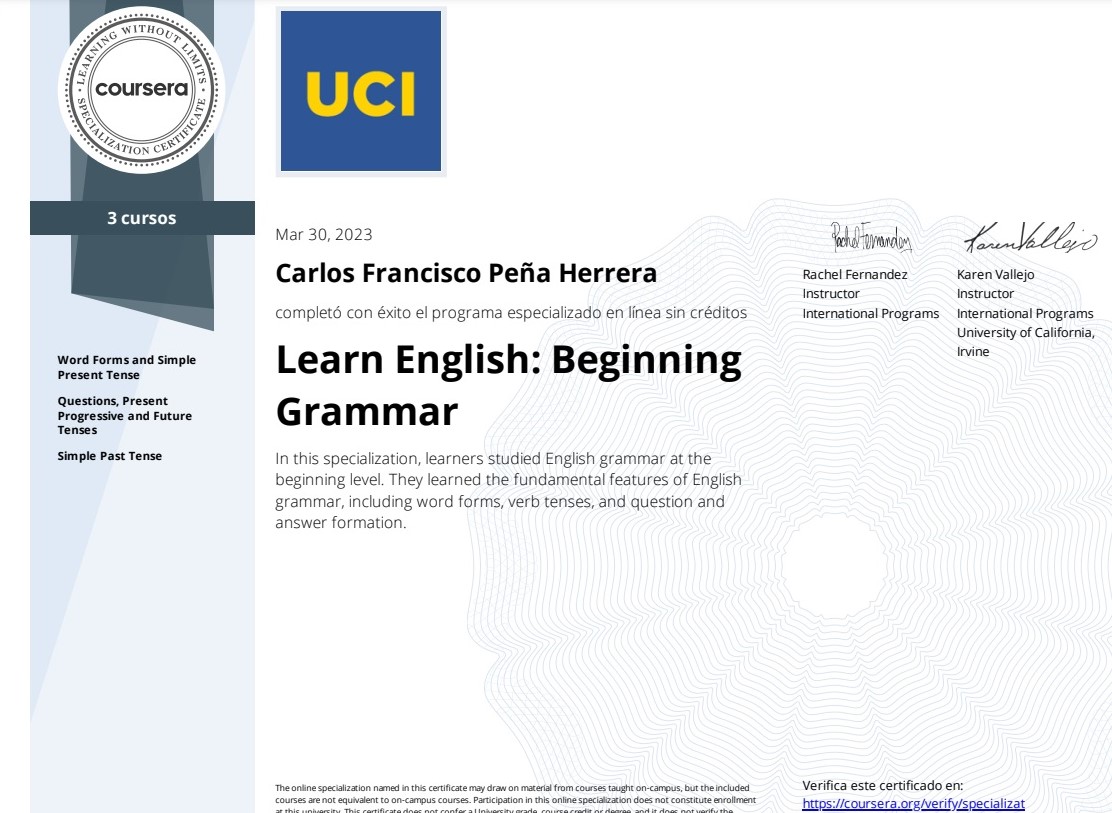 LEARNING WITHOUT LIMITS
coursera
SPECIALIZATION CERTIFICATE
UCI
3 cursos
Word Forms and Simple
Present Tense
Questions, Present
Progressive and Future
Tenses
Simple Past Tense
Mar 30, 2023
Carlos Francisco Peña Herrera
completó con éxito el programa especializado en línea sin créditos
Learn English: Beginning
Grammar
In this specialization, learners studied English grammar at the
beginning level. They learned the fundamental features of English
grammar, including word forms, verb tenses, and question and
answer formation.
Rachel Fernandez
Rachel Fernandez
Instructor
International Programs
Karen Vallejo
Karen Vallejo
Instructor
International Programs
University of California,
Irvine
The online specialization named in this certificate may draw on material from courses taught on-campus, but the included
courses are not equivalent to on-campus courses. Participation in this online specialization does not constitute enrollment
at this university. This certificate does not confer a University grade, course credit or degree, and it does not verify the
Verifica este certificado en:
https://coursera.org/verify/specializat